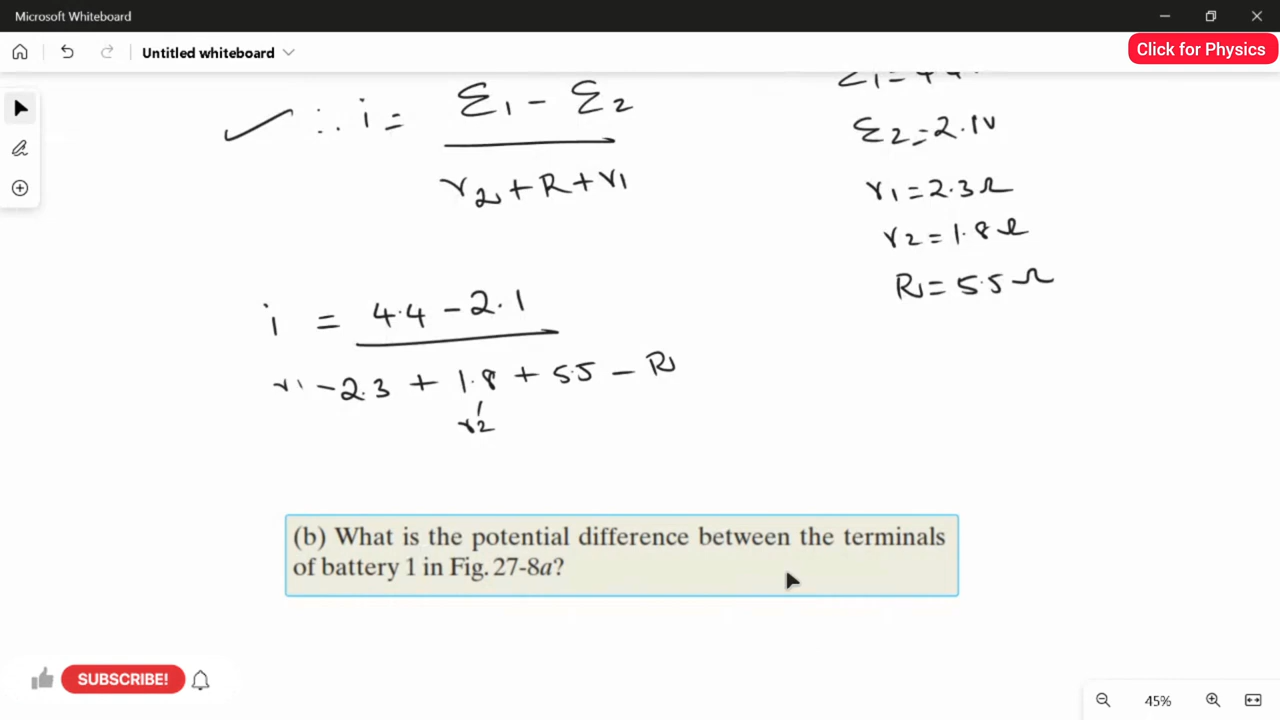 Microsoft Whiteboard
Untitled whiteboard
Click for Physics
∴ i = ε1 - ε2
r2 + R + r1
ε2 = 2.1V
r1 = 2.3Ω
r2 = 1.8Ω
R = 5.5Ω
i = 4.4 - 2.1
r1 - 2.3 + 1.8 + 5.5 - R
r2
(b) What is the potential difference between the terminals
of battery 1 in Fig. 27-8a?
SUBSCRIBE!
45%